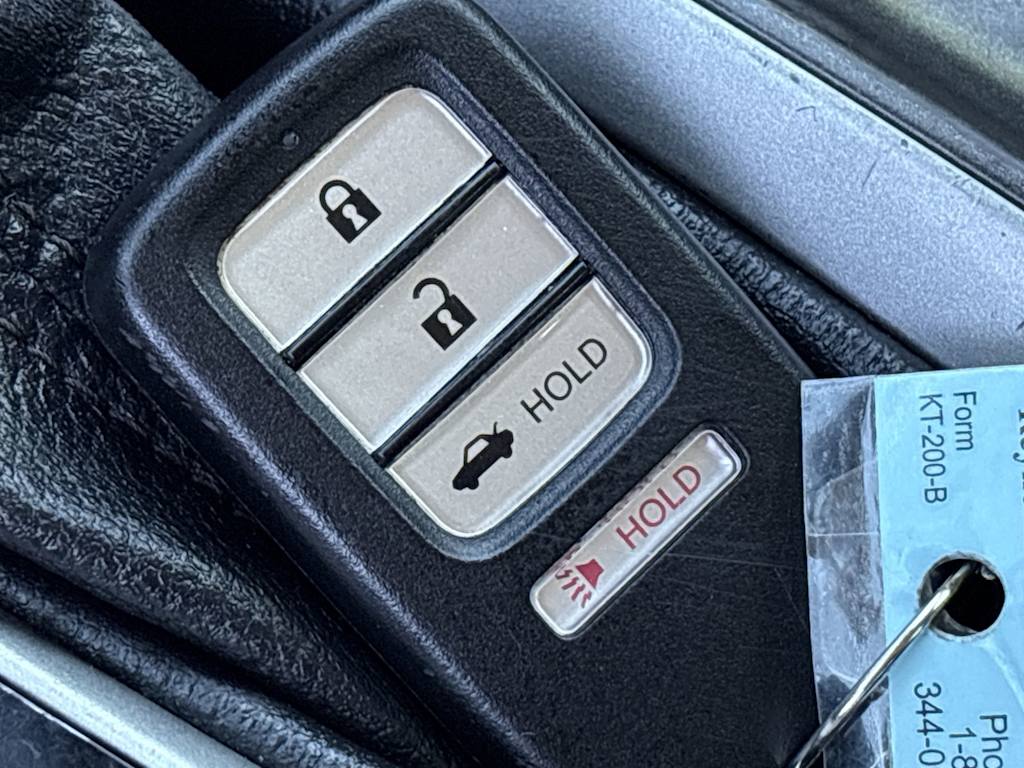 HOLD
HOLD
Form
KT-200-B
Pho
1-8
344-0